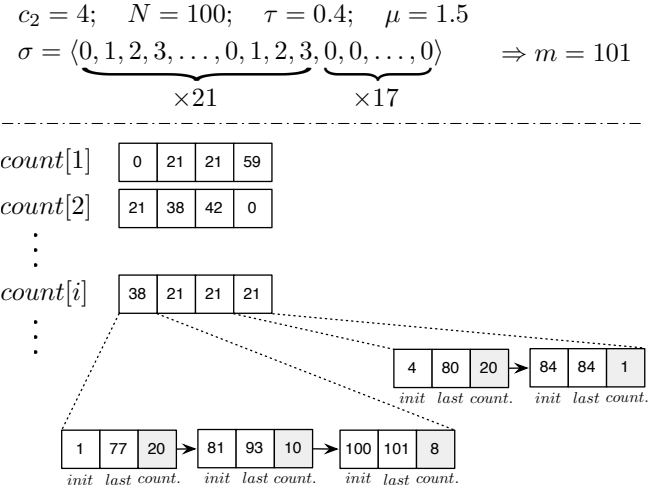 c₂ = 4; N = 100; τ = 0.4; μ = 1.5
σ = ⟨0, 1, 2, 3, . . . , 0, 1, 2, 3, 0, 0, . . . , 0⟩ ⇒ m = 101
×21 ×17
count[1] 0 21 21 59
count[2] 21 38 42 0
count[i] 38 21 21 21
4 80 20 84 84 1
init last count. init last count.
1 77 20 81 93 10 100 101 8
init last count. init last count. init last count.